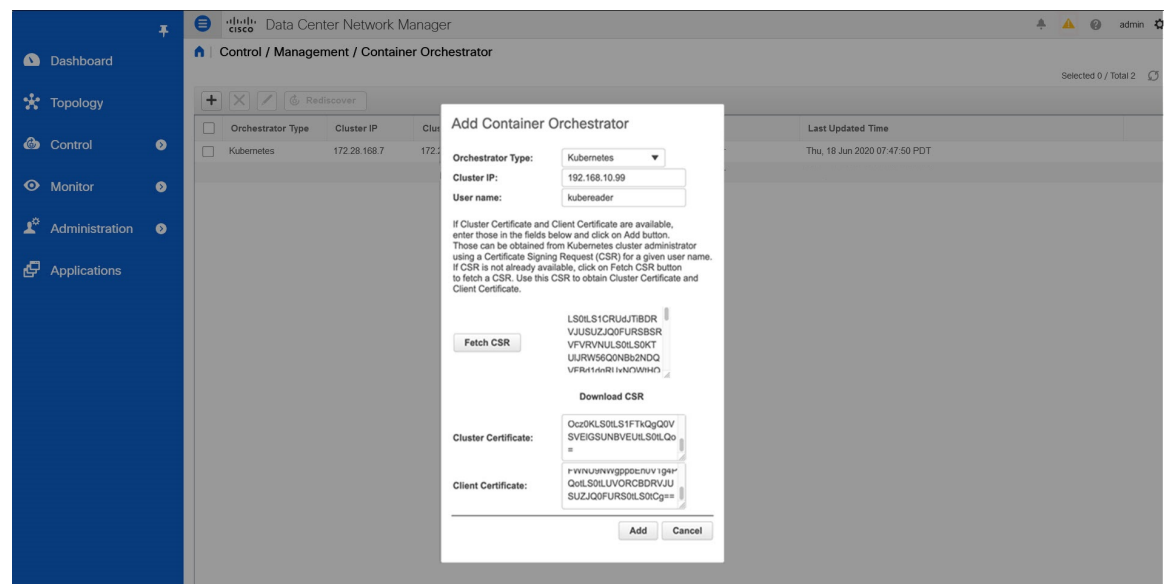 cisco Data Center Network Manager
admin
Control / Management / Container Orchestrator
Selected 0 / Total 2
Dashboard
Topology
Control
Monitor
Administration
Applications
Rediscover
Orchestrator Type Cluster IP Last Updated Time
Kubernetes 172.28.168.7 Thu, 18 Jun 2020 07:47:50 PDT
Add Container Orchestrator
Orchestrator Type: Kubernetes
Cluster IP: 192.168.10.99
User name: kubereader
If Cluster Certificate and Client Certificate are available,
enter those in the fields below and click on Add button.
Those can be obtained from Kubernetes cluster administrator
using a Certificate Signing Request (CSR) for a given user name.
If CSR is not already available, click on Fetch CSR button
to fetch a CSR. Use this CSR to obtain Cluster Certificate and
Client Certificate.
Fetch CSR
LS0tLS1CRUdJTiBDR
VJUSUZJQ0FURSBSR
VFVRVNULS0tLS0KT
UIJRW56Q0NBb2NDQ
Download CSR
Cluster Certificate:
Ocz0KLS0tLS1FTkQgQ0V
SVElGSUNBVEUtLS0tLQo
=
Client Certificate:
QotLS0tLUVORCBDRVJU
SUZJQ0FURS0tLS0tCg==
Add Cancel